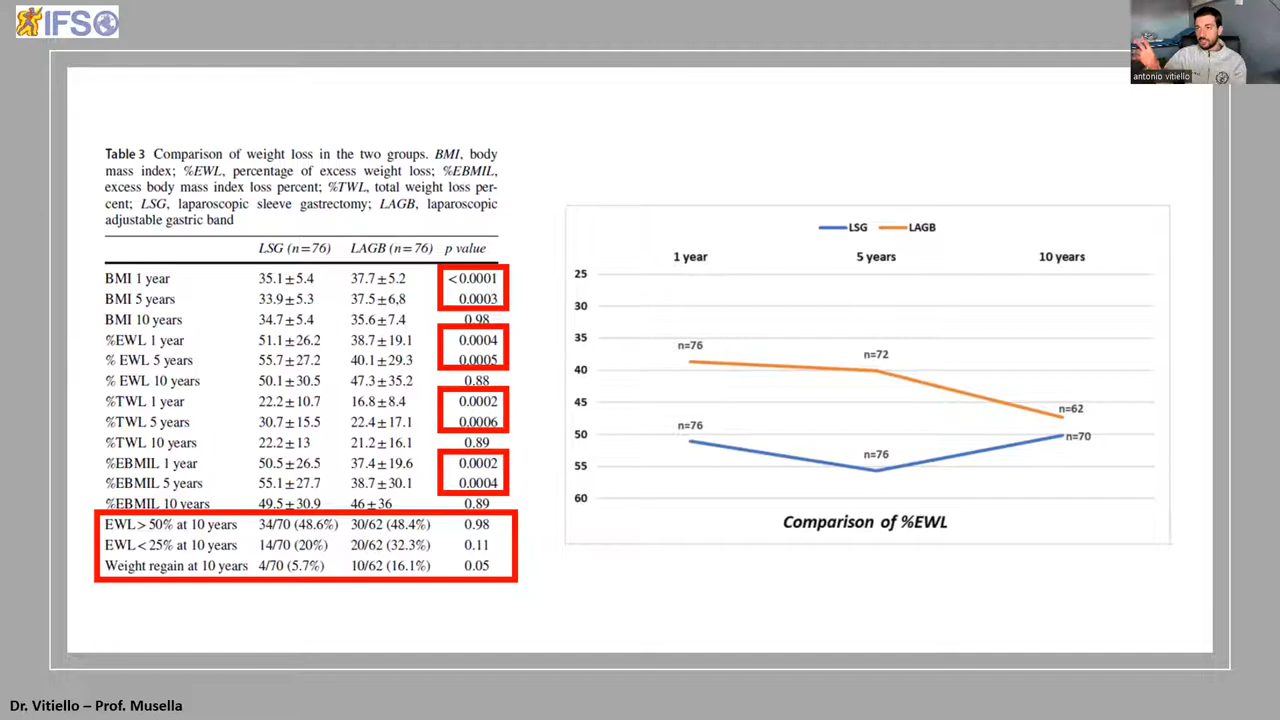 IFSO
antonio vitiello
Table 3 Comparison of weight loss in the two groups. BMI, body
mass index; %EWL, percentage of excess weight loss; %EBMIL,
excess body mass index loss percent; %TWL, total weight loss per-
cent; LSG, laparoscopic sleeve gastrectomy; LAGB, laparoscopic
adjustable gastric band
LSG (n=76) LAGB (n=76) p value
BMI 1 year 35.1±5.4 37.7±5.2 <0.0001
BMI 5 years 33.9±5.3 37.5±6,8 0.0003
BMI 10 years 34.7±5.4 35.6±7.4 0.98
%EWL 1 year 51.1±26.2 38.7±19.1 0.0004
% EWL 5 years 55.7±27.2 40.1±29.3 0.0005
% EWL 10 years 50.1±30.5 47.3±35.2 0.88
%TWL 1 year 22.2±10.7 16.8±8.4 0.0002
%TWL 5 years 30.7±15.5 22.4±17.1 0.0006
%TWL 10 years 22.2±13 21.2±16.1 0.89
%EBMIL 1 year 50.5±26.5 37.4±19.6 0.0002
%EBMIL 5 years 55.1±27.7 38.7±30.1 0.0004
%EBMIL 10 years 49.5±30.9 46±36 0.89
EWL>50% at 10 years 34/70 (48.6%) 30/62 (48.4%) 0.98
EWL<25% at 10 years 14/70 (20%) 20/62 (32.3%) 0.11
Weight regain at 10 years 4/70 (5.7%) 10/62 (16.1%) 0.05
LSG LAGB
1 year 5 years 10 years
25
30
35
n=76
n=72
40
45
n=62
n=76
50
n=70
n=76
55
60
Comparison of %EWL
Dr. Vitiello – Prof. Musella